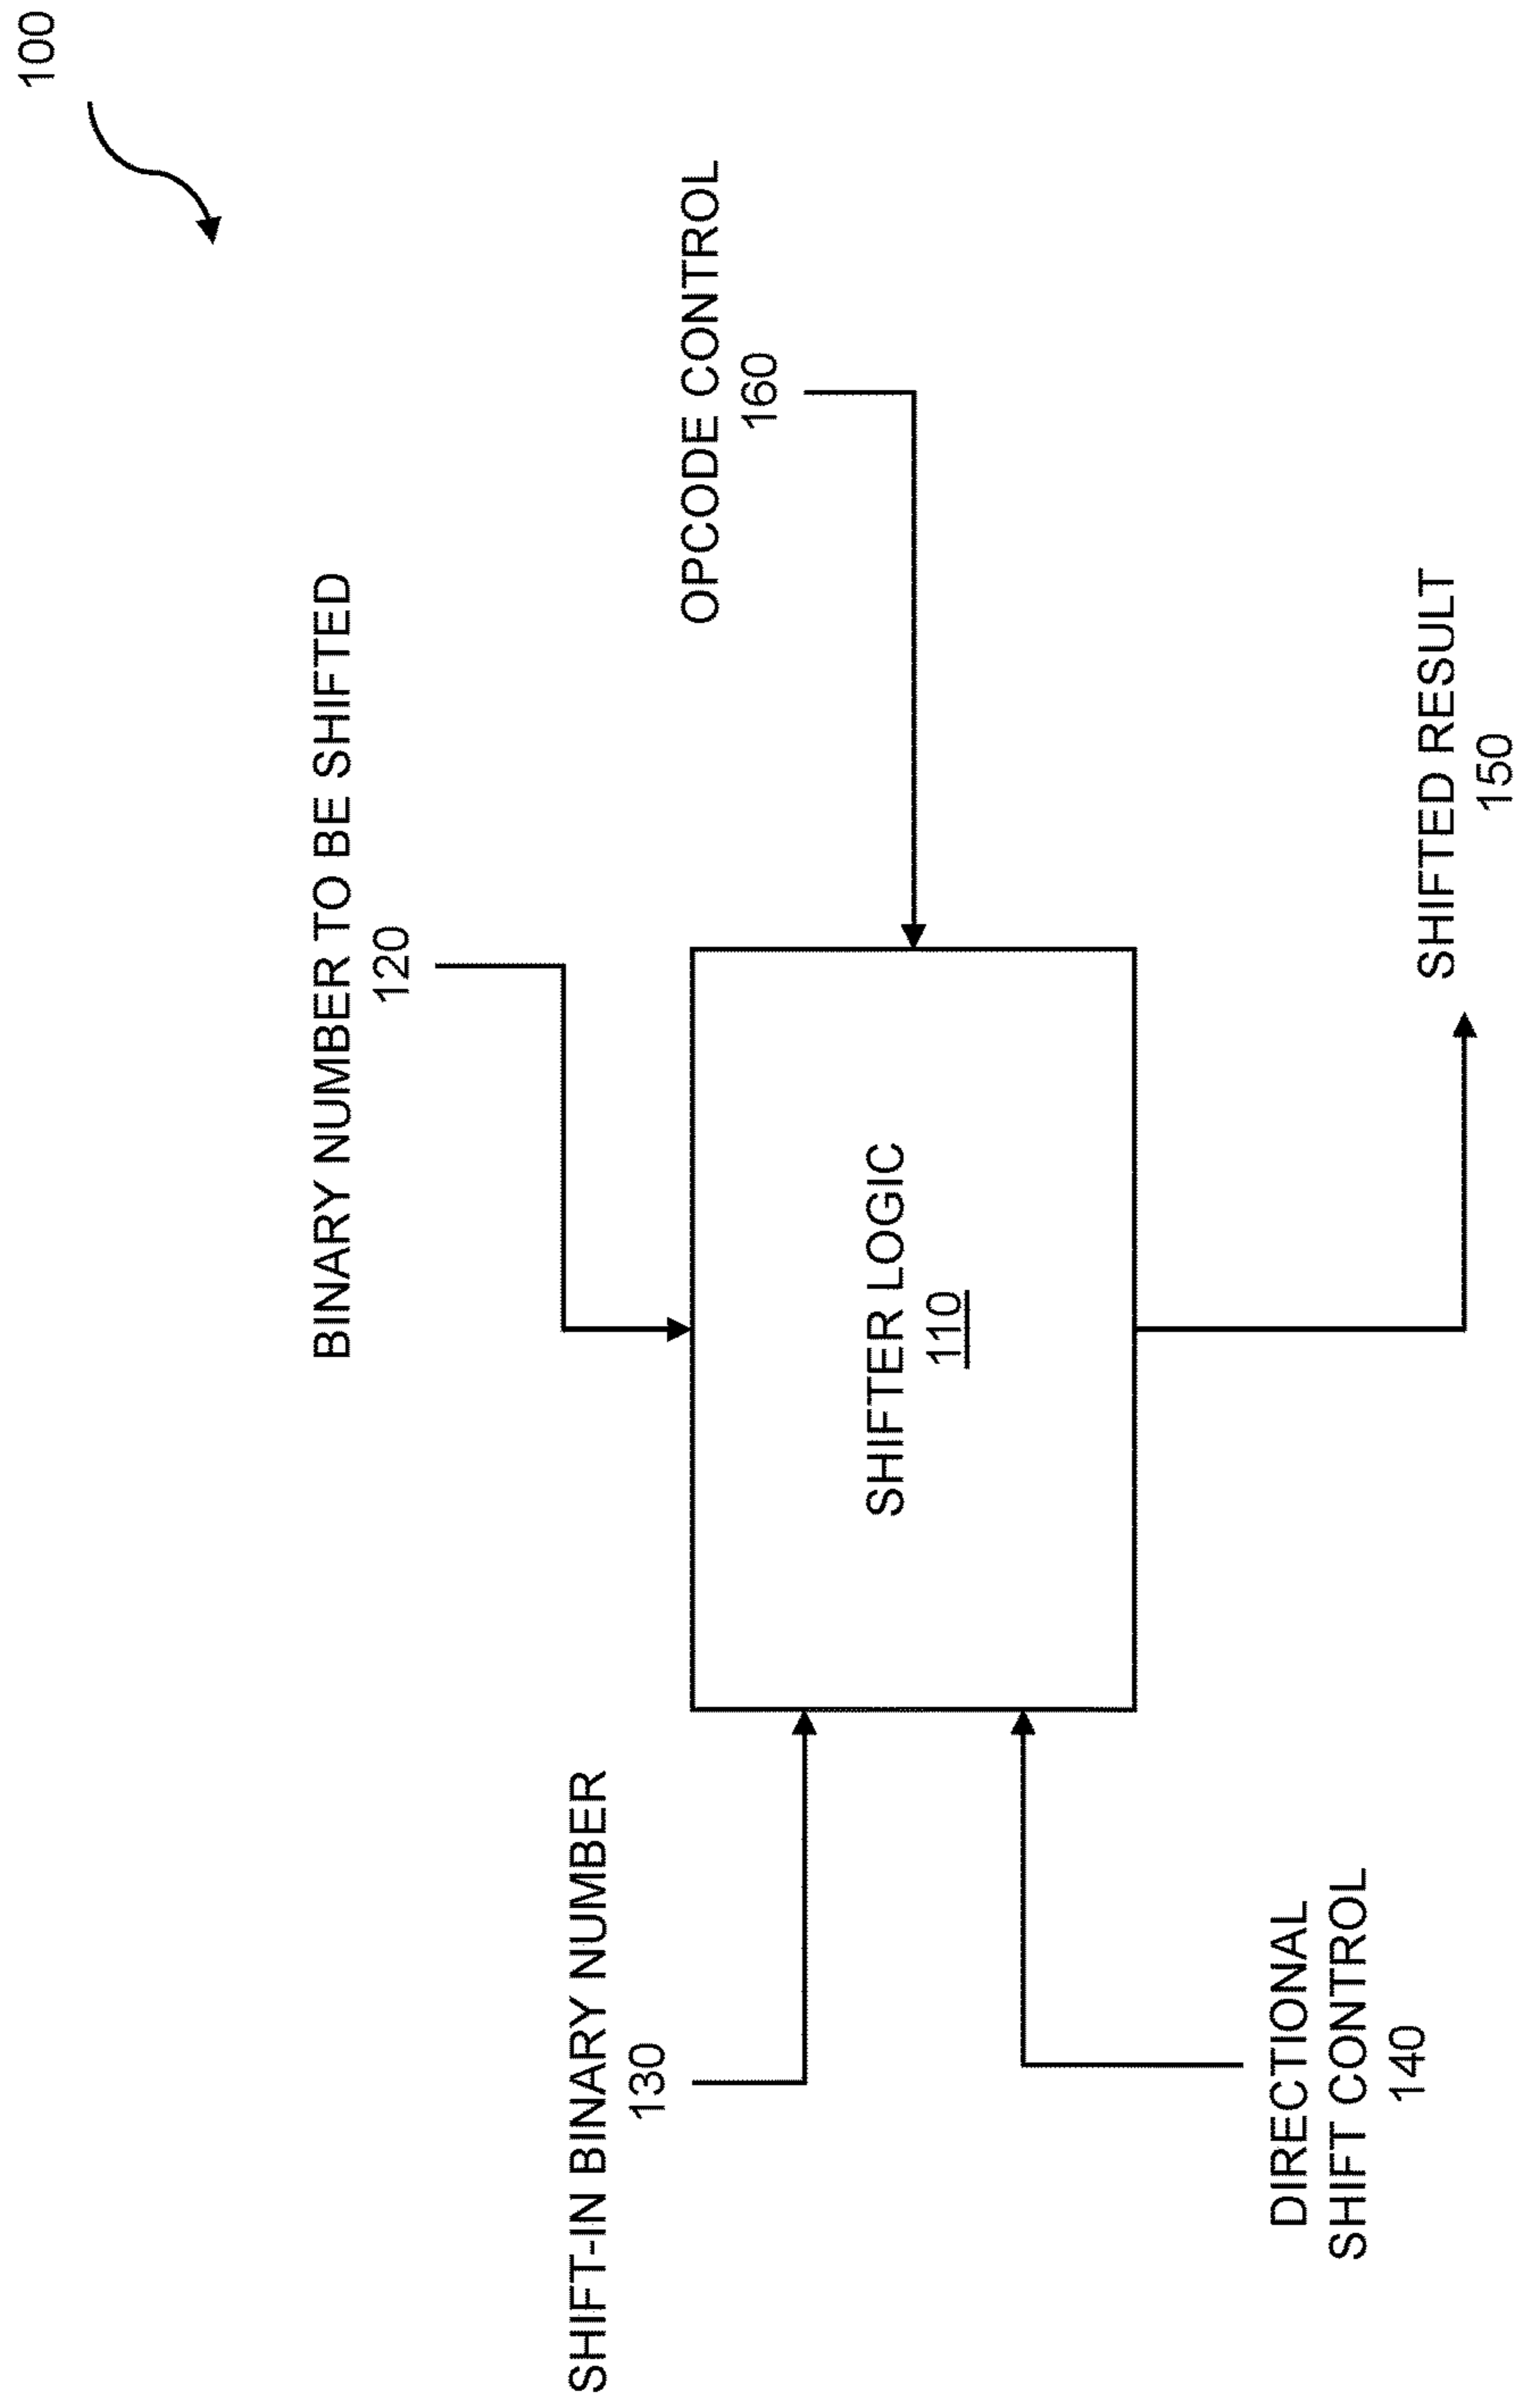 100
BINARY NUMBER TO BE SHIFTED
120
SHIFT-IN BINARY NUMBER
130
OPCODE CONTROL
160
SHIFTER LOGIC
110
DIRECTIONAL
SHIFT CONTROL
140
SHIFTED RESULT
150